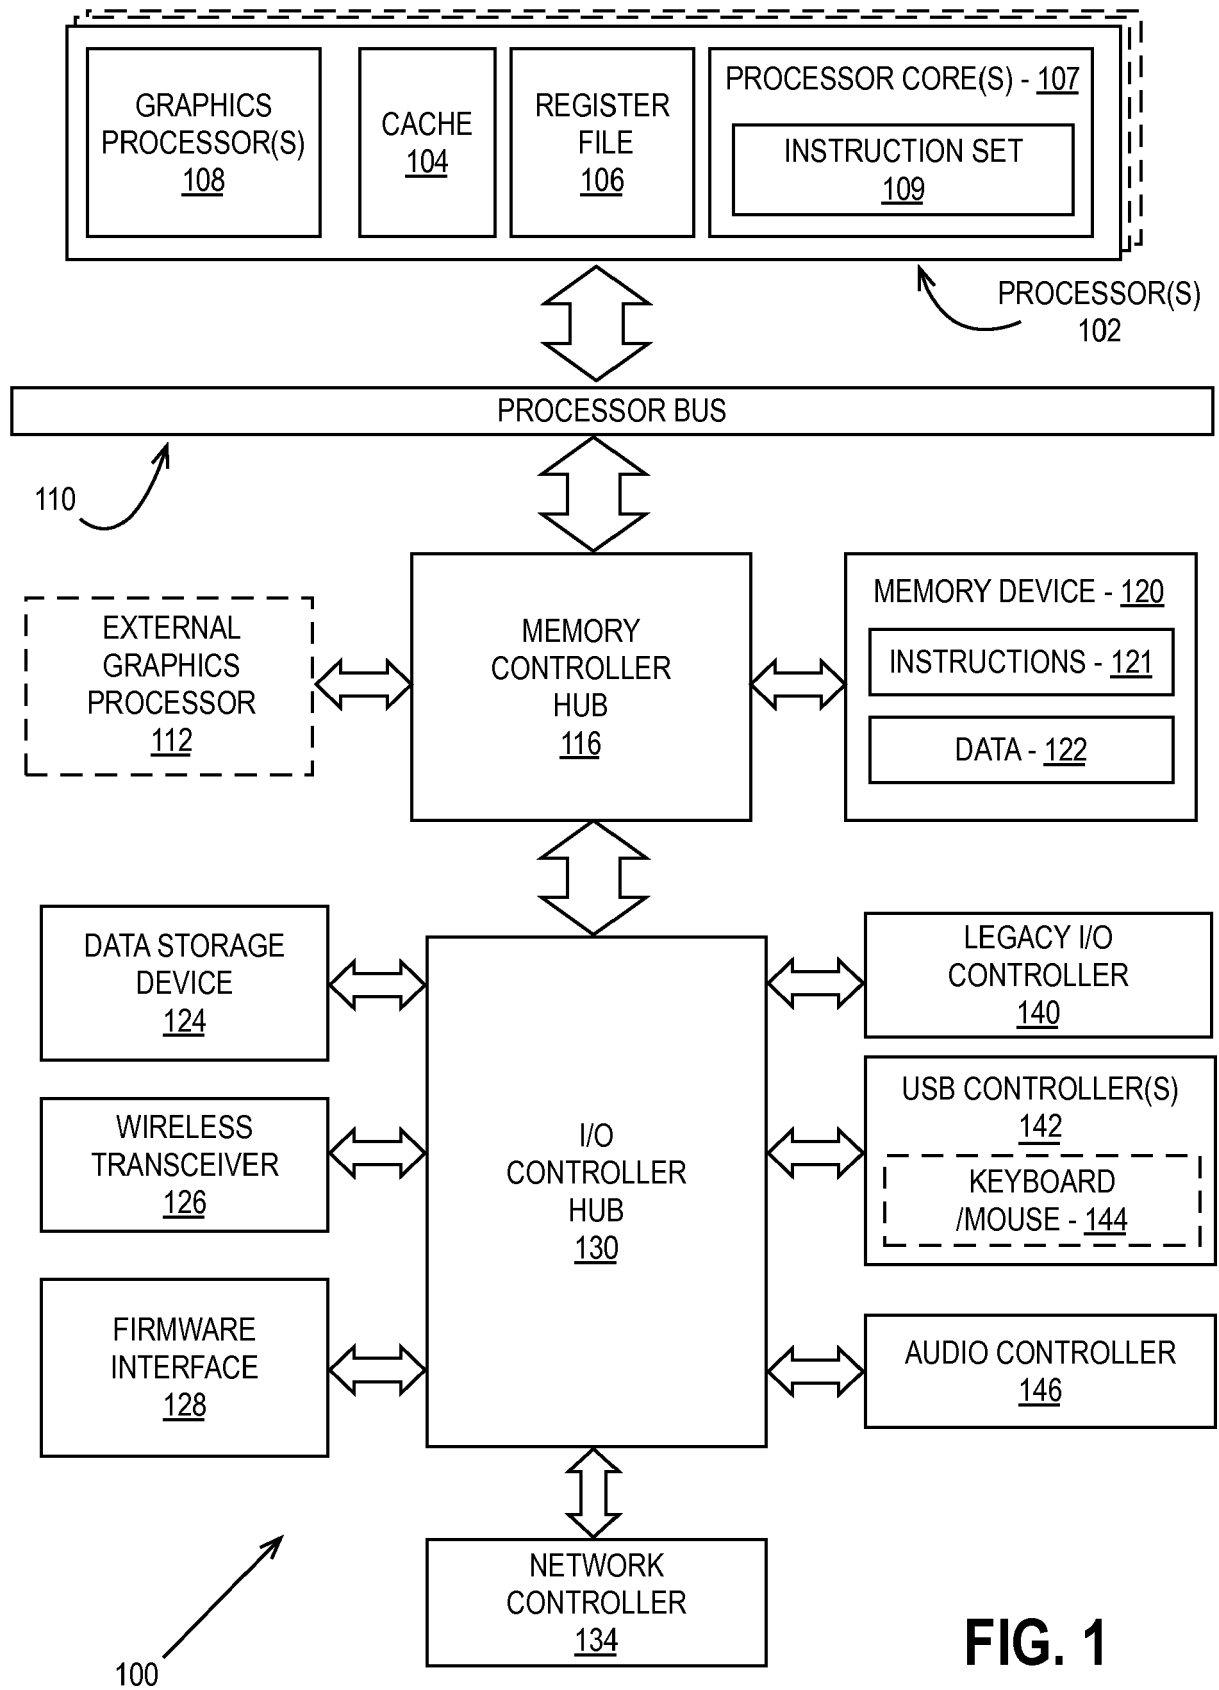 GRAPHICS
PROCESSOR(S)
108
CACHE
104
REGISTER
FILE
106
PROCESSOR CORE(S) - 107
INSTRUCTION SET
109
PROCESSOR(S)
102
PROCESSOR BUS
110
EXTERNAL
GRAPHICS
PROCESSOR
112
MEMORY
CONTROLLER
HUB
116
MEMORY DEVICE - 120
INSTRUCTIONS - 121
DATA - 122
DATA STORAGE
DEVICE
124
WIRELESS
TRANSCEIVER
126
FIRMWARE
INTERFACE
128
I/O
CONTROLLER
HUB
130
LEGACY I/O
CONTROLLER
140
USB CONTROLLER(S)
142
KEYBOARD
/MOUSE - 144
AUDIO CONTROLLER
146
NETWORK
CONTROLLER
134
100
FIG. 1